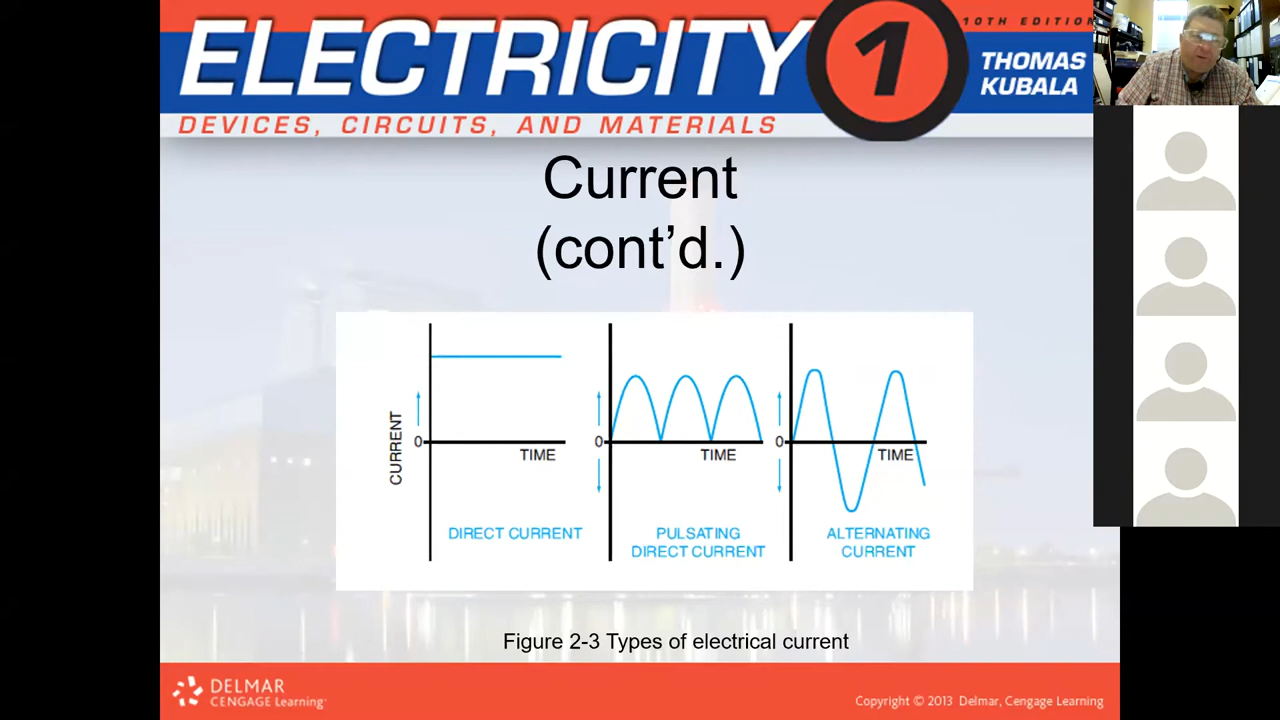 ELECTRICITY 1
10TH EDITION
THOMAS
KUBALA
DEVICES, CIRCUITS, AND MATERIALS
Current
(cont’d.)
CURRENT
0
TIME
DIRECT CURRENT
0
TIME
PULSATING
DIRECT CURRENT
0
TIME
ALTERNATING
CURRENT
Figure 2-3 Types of electrical current
DELMAR
CENGAGE Learning
Copyright © 2013 Delmar, Cengage Learning